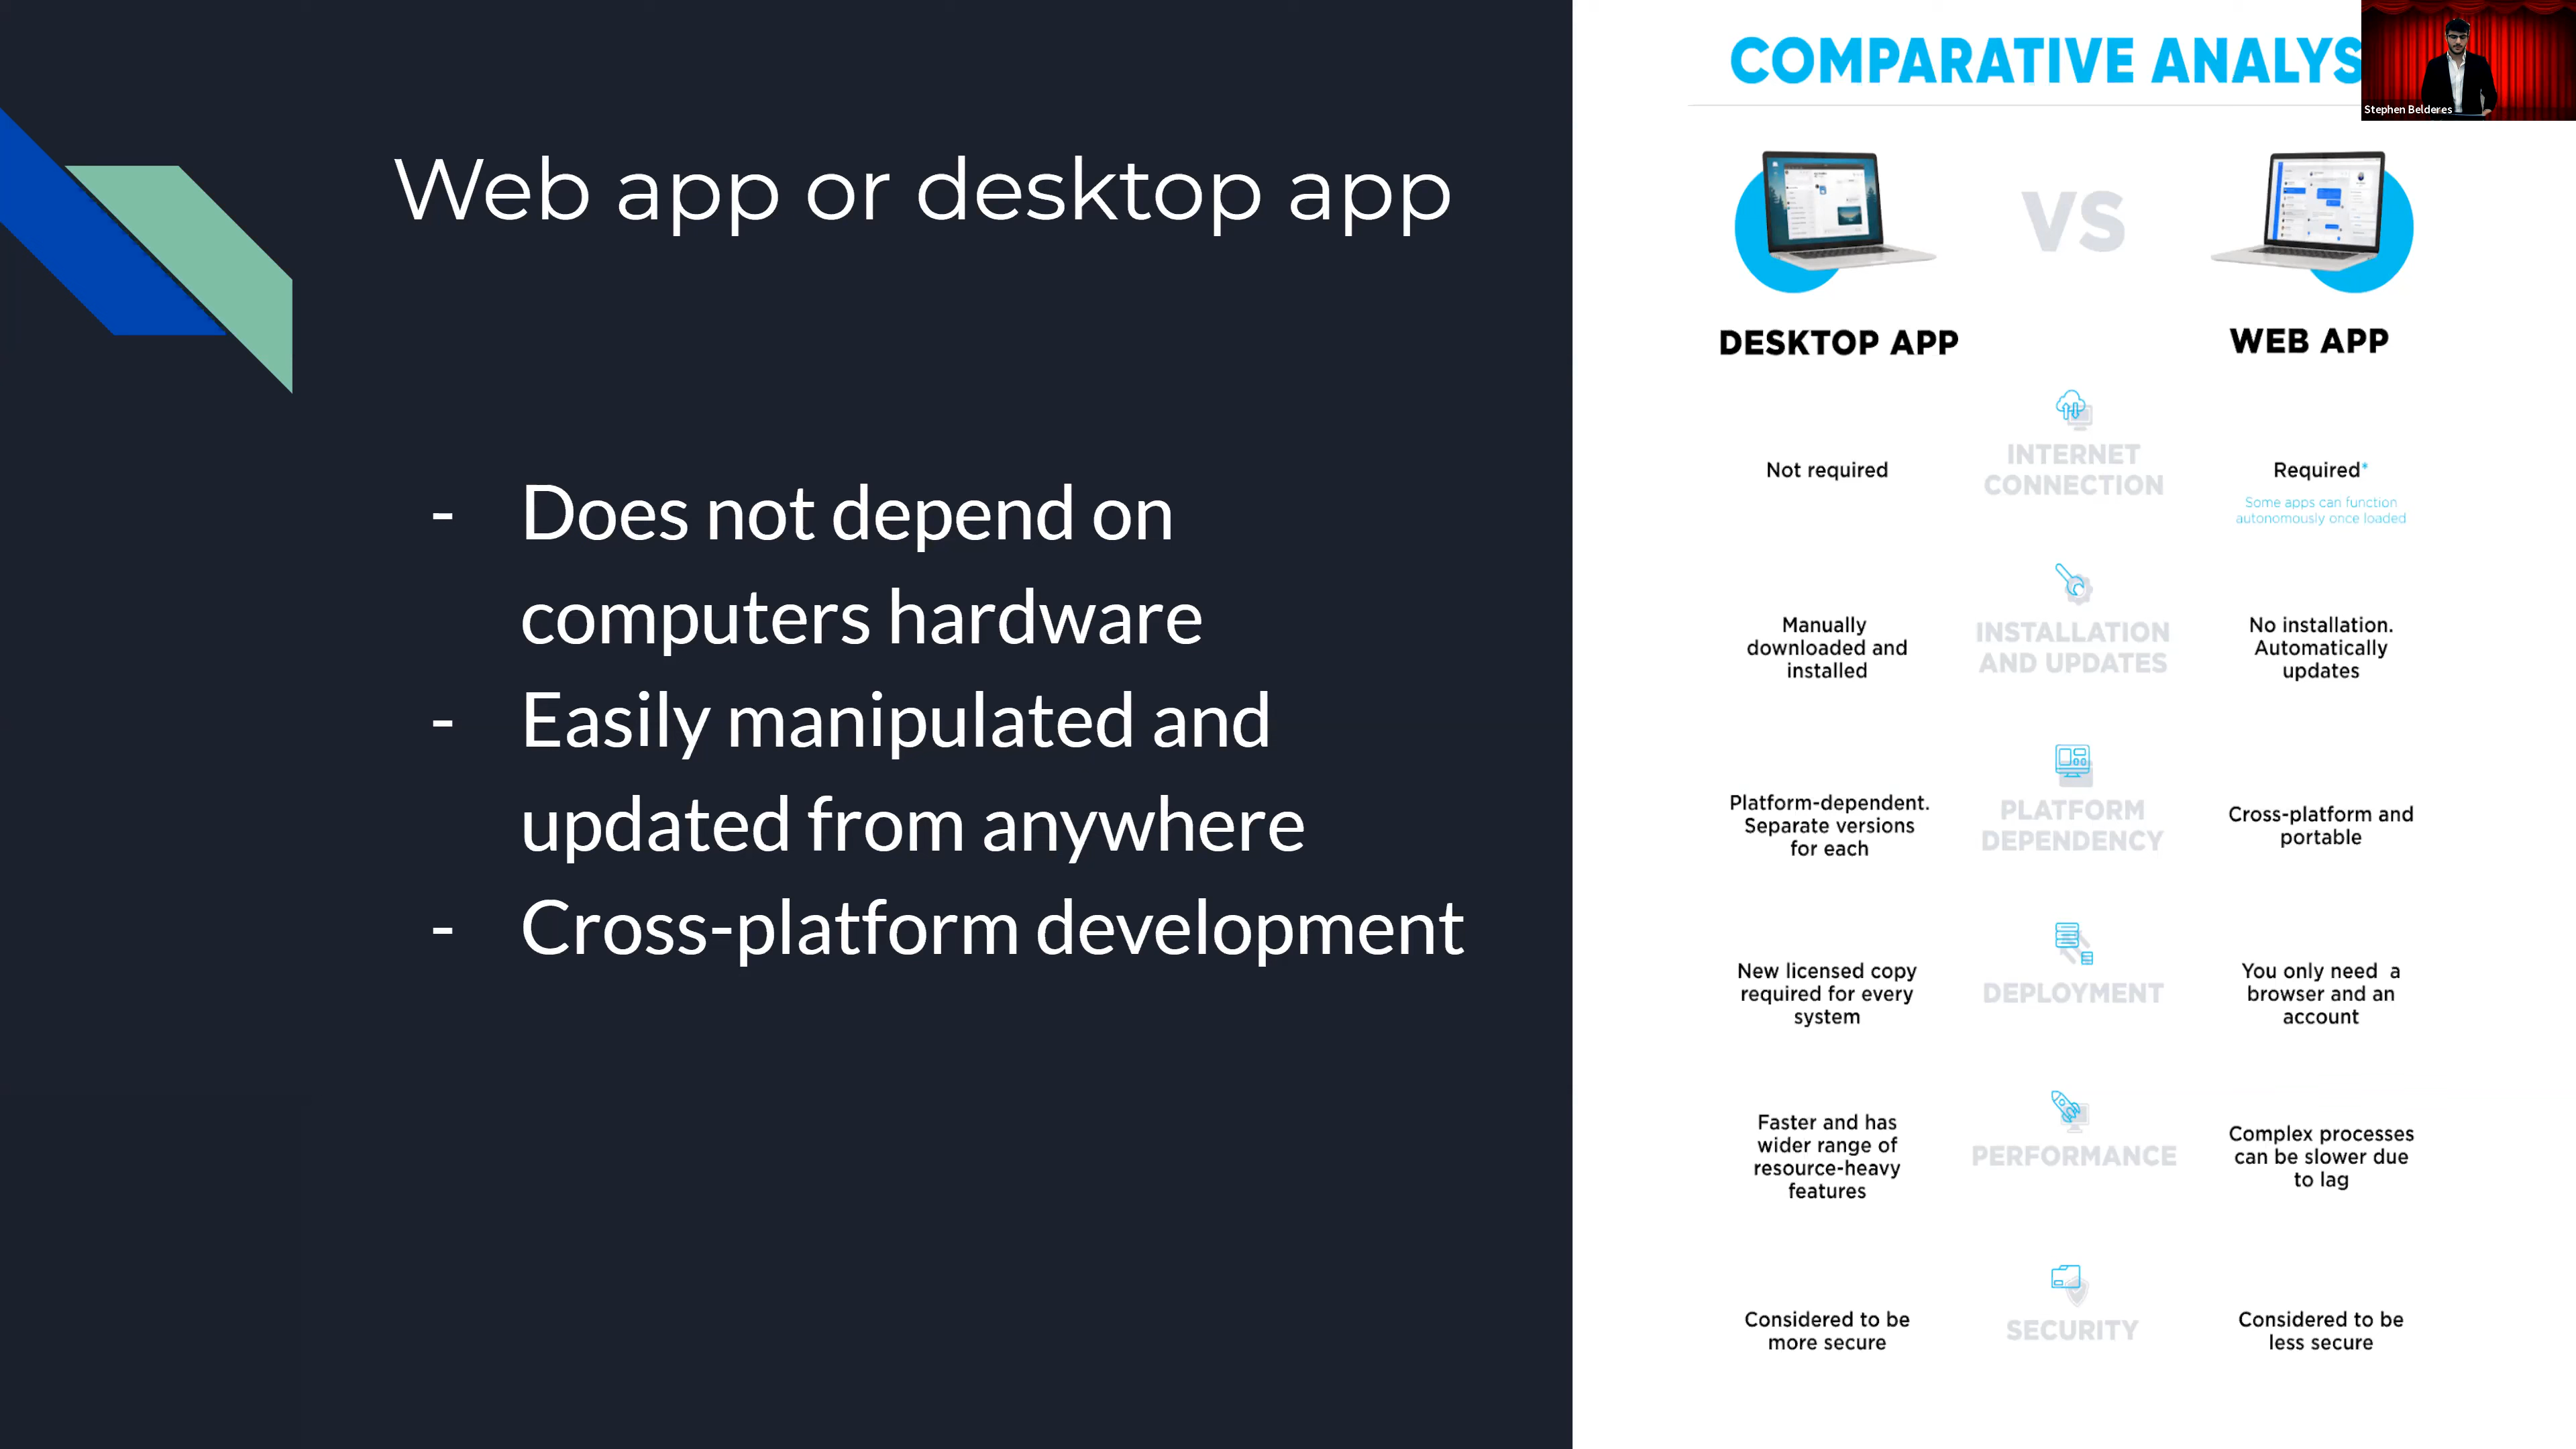 Web app or desktop app
- Does not depend on
computers hardware
- Easily manipulated and
updated from anywhere
- Cross-platform development
COMPARATIVE ANALYS
Stephen Belderes
VS
DESKTOP APP
WEB APP
Not required
INTERNET
CONNECTION
Required*
Some apps can function
autonomously once loaded
Manually
downloaded and
installed
INSTALLATION
AND UPDATES
No installation.
Automatically
updates
Platform-dependent.
Separate versions
for each
PLATFORM
DEPENDENCY
Cross-platform and
portable
New licensed copy
required for every
system
DEPLOYMENT
You only need a
browser and an
account
Faster and has
wider range of
resource-heavy
features
PERFORMANCE
Complex processes
can be slower due
to lag
Considered to be
more secure
SECURITY
Considered to be
less secure